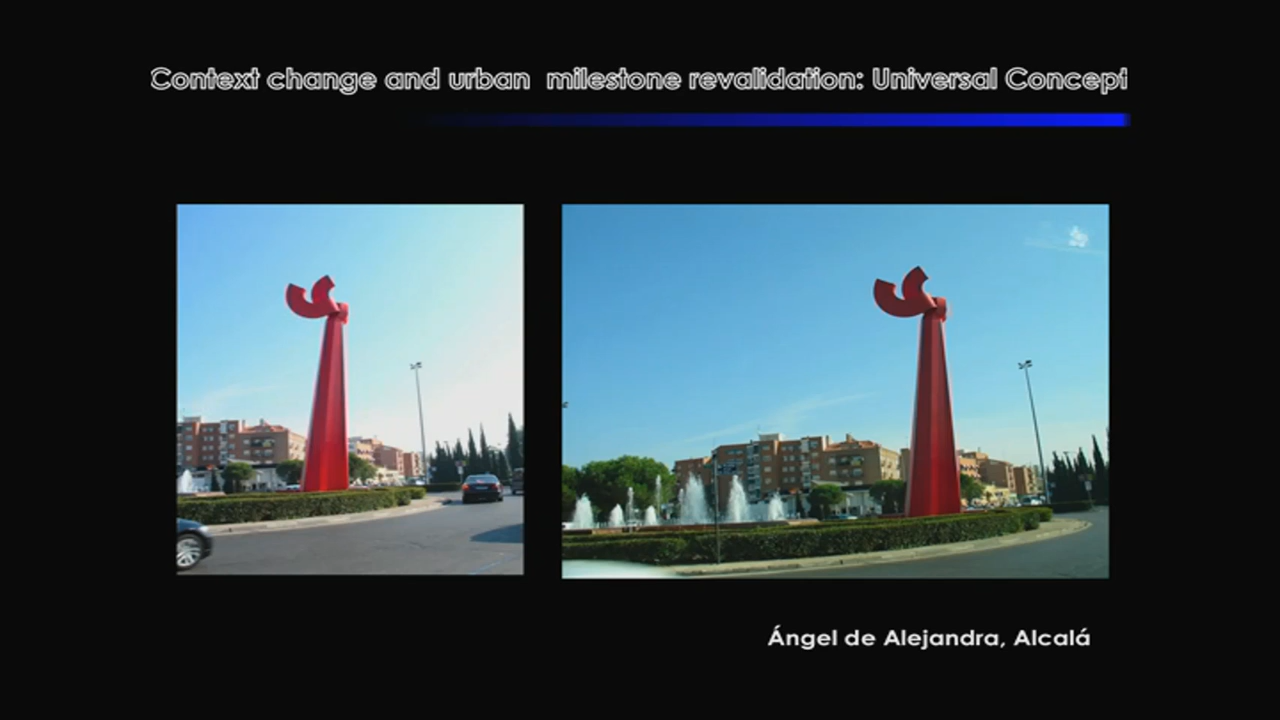 Context change and urban milestone revalidation: Universal Concept
Ángel de Alejandra, Alcalá